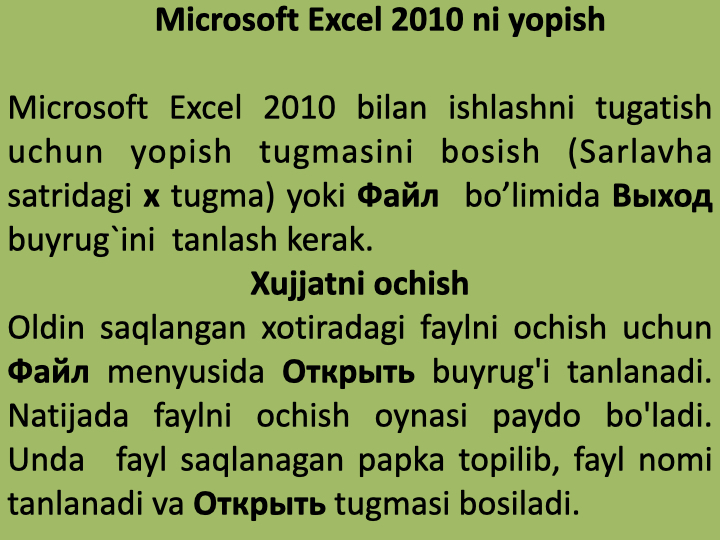 Microsoft Excel 2010 ni yopish
Microsoft Excel 2010 bilan ishlashni tugatish
uchun yopish tugmasini bosish (Sarlavha
satridagi x tugma) yoki Файл bo’limida Выход
buyrug`ini tanlash kerak.
Xujjatni ochish
Oldin saqlangan xotiradagi faylni ochish uchun
Файл menyusida Открыть buyrug'i tanlanadi.
Natijada faylni ochish oynasi paydo bo'ladi.
Unda fayl saqlanagan papka topilib, fayl nomi
tanlanadi va Открыть tugmasi bosiladi.